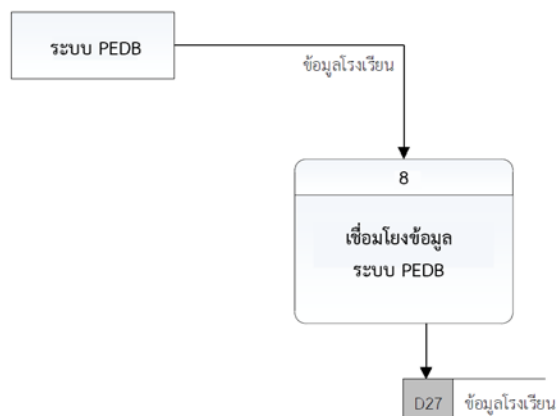 ระบบ PEDB
ข้อมูลโรงเรียน
8
เชื่อมโยงข้อมูล
ระบบ PEDB
D27 ข้อมูลโรงเรียน